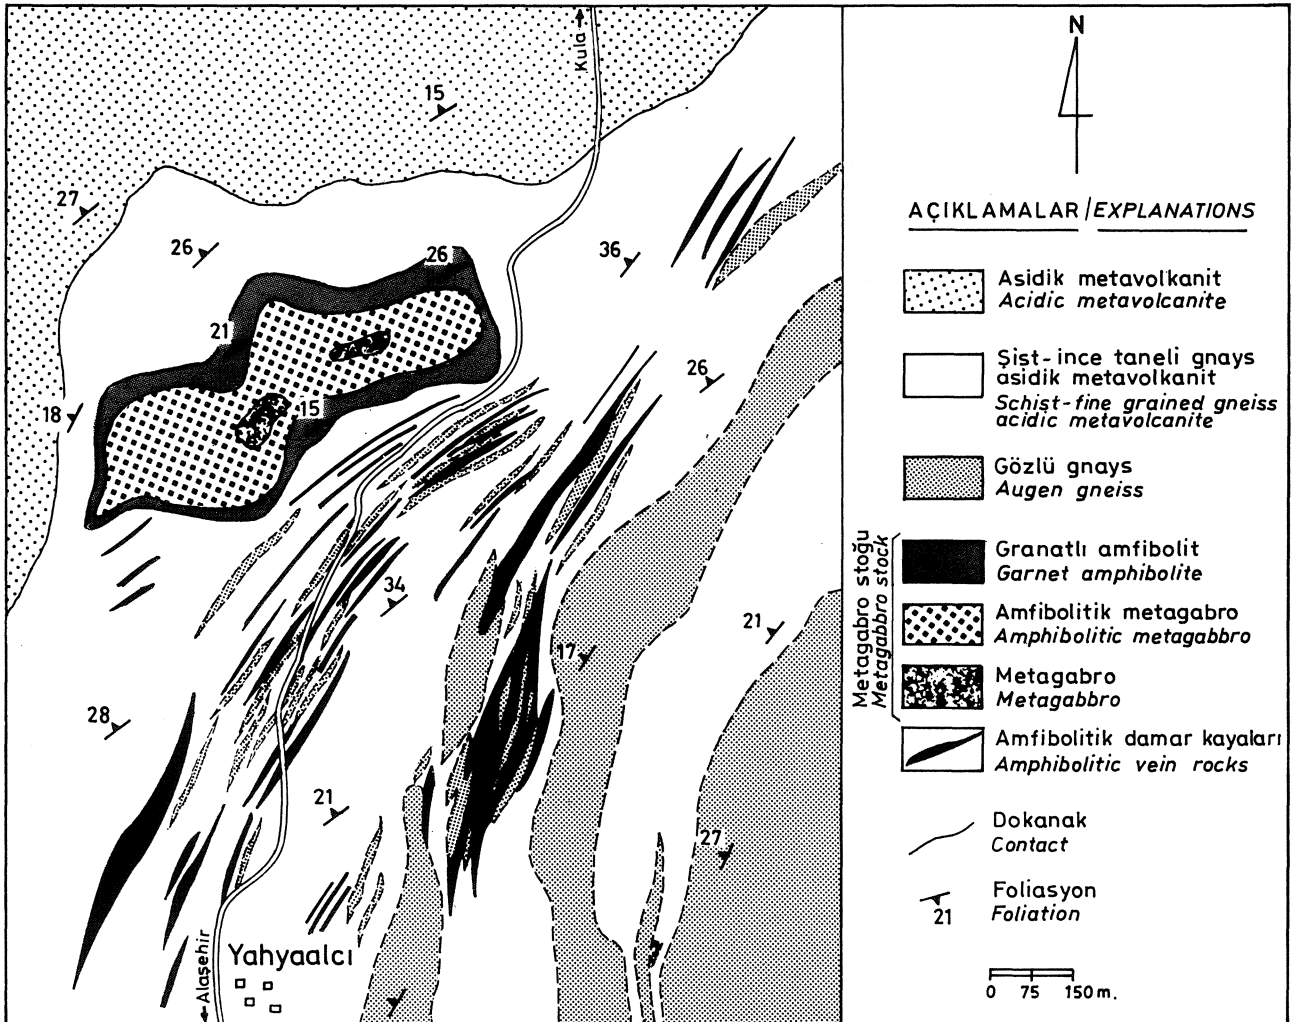 Kula
15
27
26
26
36
21
18
15
26
34
21
17
28
21
27
Yahyaalcı
Alaşehir
N
AÇIKLAMALAR / EXPLANATIONS
Asidik metavolkanit
Acidic metavolcanite
Şist-ince taneli gnays
asidik metavolkanit
Schist-fine grained gneiss
acidic metavolcanite
Gözlü gnays
Augen gneiss
Metagabro stoğu
Metagabbro stock
Granatlı amfibolit
Garnet amphibolite
Amfibolitik metagabro
Amphibolitic metagabbro
Metagabro
Metagabbro
Amfibolitik damar kayaları
Amphibolitic vein rocks
Dokanak
Contact
21
Foliasyon
Foliation
0 75 150 m.